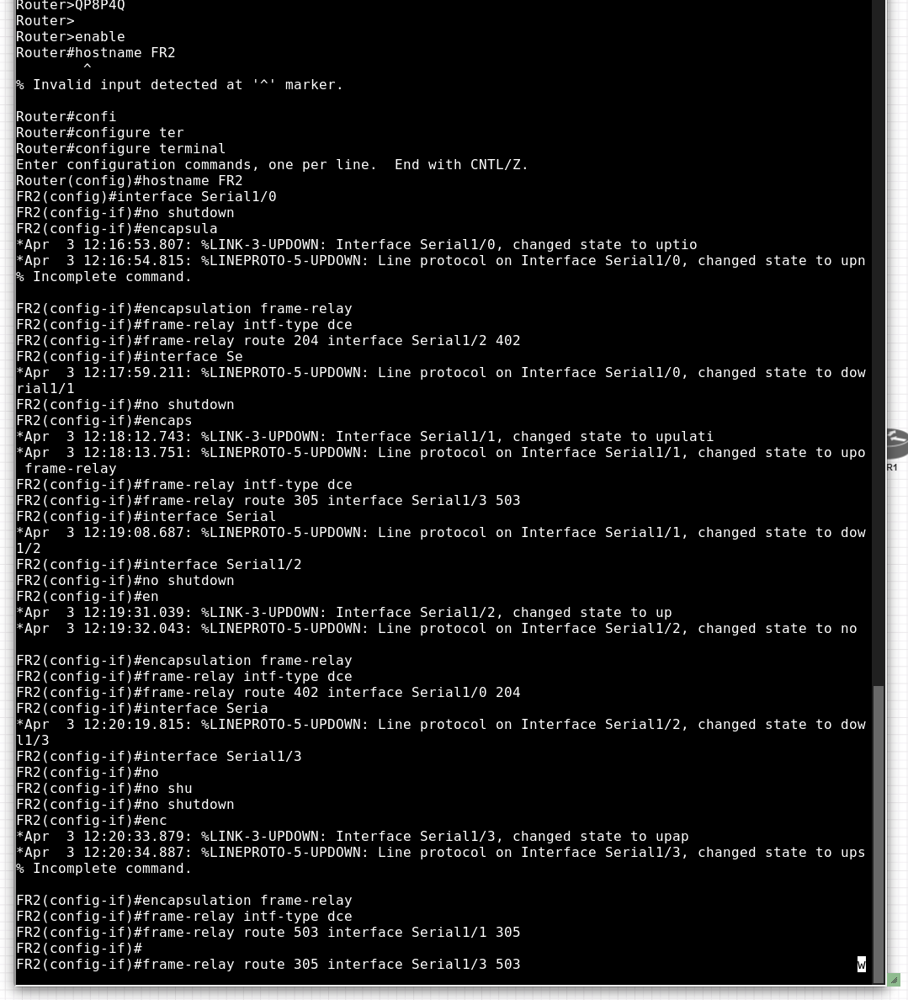 Router>QP8P4Q
Router>
Router>enable
Router#hostname FR2
^
% Invalid input detected at '^' marker.
Router#confi
Router#configure ter
Router#configure terminal
Enter configuration commands, one per line.  End with CNTL/Z.
Router(config)#hostname FR2
FR2(config)#interface Serial1/0
FR2(config-if)#no shutdown
FR2(config-if)#encapsula
*Apr  3 12:16:53.807: %LINK-3-UPDOWN: Interface Serial1/0, changed state to uptio
*Apr  3 12:16:54.815: %LINEPROTO-5-UPDOWN: Line protocol on Interface Serial1/0, changed state to upn
% Incomplete command.
FR2(config-if)#encapsulation frame-relay
FR2(config-if)#frame-relay intf-type dce
FR2(config-if)#frame-relay route 204 interface Serial1/2 402
FR2(config-if)#interface Se
*Apr  3 12:17:59.211: %LINEPROTO-5-UPDOWN: Line protocol on Interface Serial1/0, changed state to dow
rial1/1
FR2(config-if)#no shutdown
FR2(config-if)#encaps
*Apr  3 12:18:12.743: %LINK-3-UPDOWN: Interface Serial1/1, changed state to upulati
*Apr  3 12:18:13.751: %LINEPROTO-5-UPDOWN: Line protocol on Interface Serial1/1, changed state to upo
frame-relay
R1
FR2(config-if)#frame-relay intf-type dce
FR2(config-if)#frame-relay route 305 interface Serial1/3 503
FR2(config-if)#interface Serial
*Apr  3 12:19:08.687: %LINEPROTO-5-UPDOWN: Line protocol on Interface Serial1/1, changed state to dow
1/2
FR2(config-if)#interface Serial1/2
FR2(config-if)#no shutdown
FR2(config-if)#en
*Apr  3 12:19:31.039: %LINK-3-UPDOWN: Interface Serial1/2, changed state to up
*Apr  3 12:19:32.043: %LINEPROTO-5-UPDOWN: Line protocol on Interface Serial1/2, changed state to no
FR2(config-if)#encapsulation frame-relay
FR2(config-if)#frame-relay intf-type dce
FR2(config-if)#frame-relay route 402 interface Serial1/0 204
FR2(config-if)#interface Seria
*Apr  3 12:20:19.815: %LINEPROTO-5-UPDOWN: Line protocol on Interface Serial1/2, changed state to dow
l1/3
FR2(config-if)#interface Serial1/3
FR2(config-if)#no
FR2(config-if)#no shu
FR2(config-if)#no shutdown
FR2(config-if)#enc
*Apr  3 12:20:33.879: %LINK-3-UPDOWN: Interface Serial1/3, changed state to upap
*Apr  3 12:20:34.887: %LINEPROTO-5-UPDOWN: Line protocol on Interface Serial1/3, changed state to ups
% Incomplete command.
FR2(config-if)#encapsulation frame-relay
FR2(config-if)#frame-relay intf-type dce
FR2(config-if)#frame-relay route 503 interface Serial1/1 305
FR2(config-if)#
FR2(config-if)#frame-relay route 305 interface Serial1/3 503 w